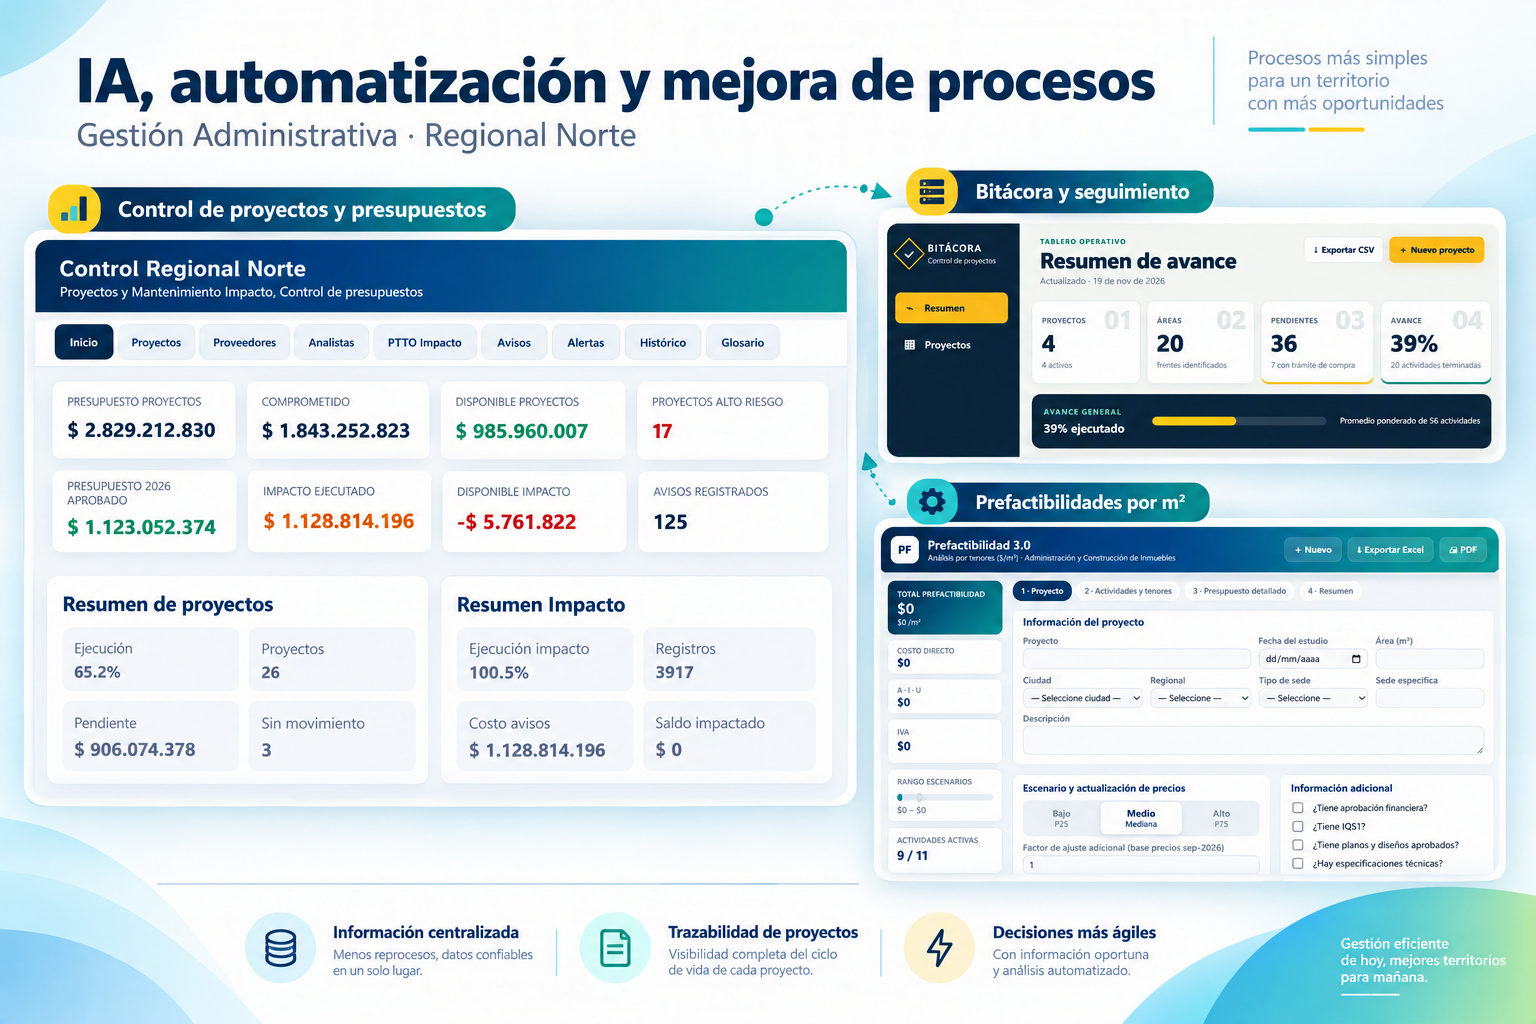 IA, automatización y mejora de procesos
Gestión Administrativa · Regional Norte
Procesos más simples
para un territorio
con más oportunidades
Control de proyectos y presupuestos
Control Regional Norte
Proyectos y Mantenimiento Impacto, Control de presupuestos
Inicio
Proyectos
Proveedores
Analistas
PTTO Impacto
Avisos
Alertas
Histórico
Glosario
PRESUPUESTO PROYECTOS
$ 2.829.212.830
COMPROMETIDO
$ 1.843.252.823
DISPONIBLE PROYECTOS
$ 985.960.007
PROYECTOS ALTO RIESGO
17
PRESUPUESTO 2026
APROBADO
$ 1.123.052.374
IMPACTO EJECUTADO
$ 1.128.814.196
DISPONIBLE IMPACTO
-$ 5.761.822
AVISOS REGISTRADOS
125
Resumen de proyectos
Ejecución
65.2%
Proyectos
26
Pendiente
$ 906.074.378
Sin movimiento
3
Resumen Impacto
Ejecución impacto
100.5%
Registros
3917
Costo avisos
$ 1.128.814.196
Saldo impactado
$ 0
Bitácora y seguimiento
BITÁCORA
Control de proyectos
Resumen
Proyectos
TABLERO OPERATIVO
Resumen de avance
Actualizado · 19 de nov de 2026
↓ Exportar CSV
+ Nuevo proyecto
PROYECTOS
01
4
4 activos
ÁREAS
02
20
frentes identificados
PENDIENTES
03
36
7 con trámite de compra
AVANCE
04
39%
20 actividades terminadas
AVANCE GENERAL
39% ejecutado
Promedio ponderado de 56 actividades
Prefactibilidades por m²
PF
Prefactibilidad 3.0
Análisis por tenores ($/m²) · Administración y Construcción de Inmuebles
+ Nuevo
↓ Exportar Excel
PDF
TOTAL PREFACTIBILIDAD
$0
$0 /m²
COSTO DIRECTO
$0
A · I · U
$0
IVA
$0
RANGO ESCENARIOS
$0 – $0
ACTIVIDADES ACTIVAS
9 / 11
1 · Proyecto
2 · Actividades y tenores
3 · Presupuesto detallado
4 · Resumen
Información del proyecto
Proyecto
Fecha del estudio
dd/mm/aaaa
Área (m²)
Ciudad
— Seleccione ciudad —
Regional
— Seleccione —
Tipo de sede
— Seleccione —
Sede específica
Descripción
Escenario y actualización de precios
Bajo
P25
Medio
Mediana
Alto
P75
Factor de ajuste adicional (base precios sep-2026)
1
Información adicional
¿Tiene aprobación financiera?
¿Tiene IQS1?
¿Tiene planos y diseños aprobados?
¿Hay especificaciones técnicas?
Información centralizada
Menos reprocesos, datos confiables
en un solo lugar.
Trazabilidad de proyectos
Visibilidad completa del ciclo
de vida de cada proyecto.
Decisiones más ágiles
Con información oportuna
y análisis automatizado.
Gestión eficiente
de hoy, mejores territorios
para mañana.